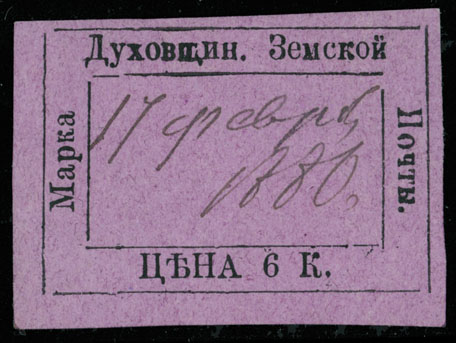 Духовщин. Земской
Марка
17 февр.
1880.
Почты.
ЦѢНА 6 К.